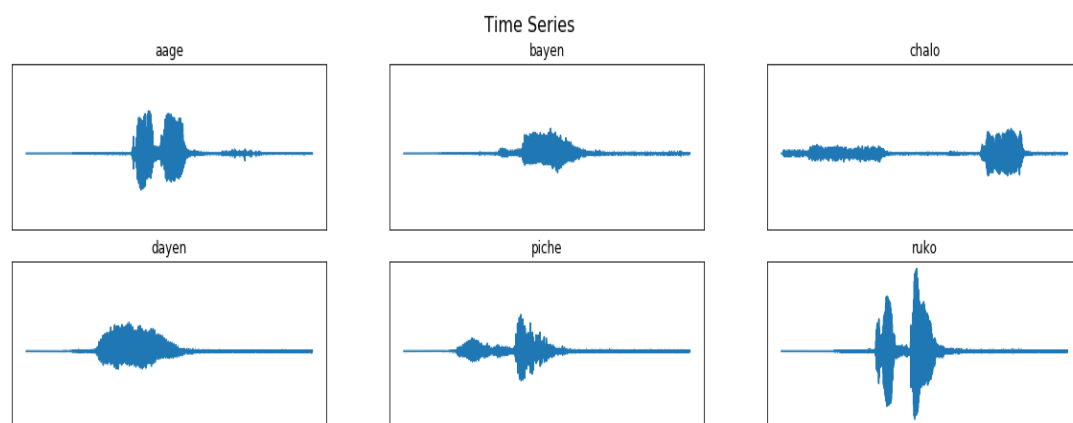 Time Series
aage
bayen
chalo
dayen
piche
ruko